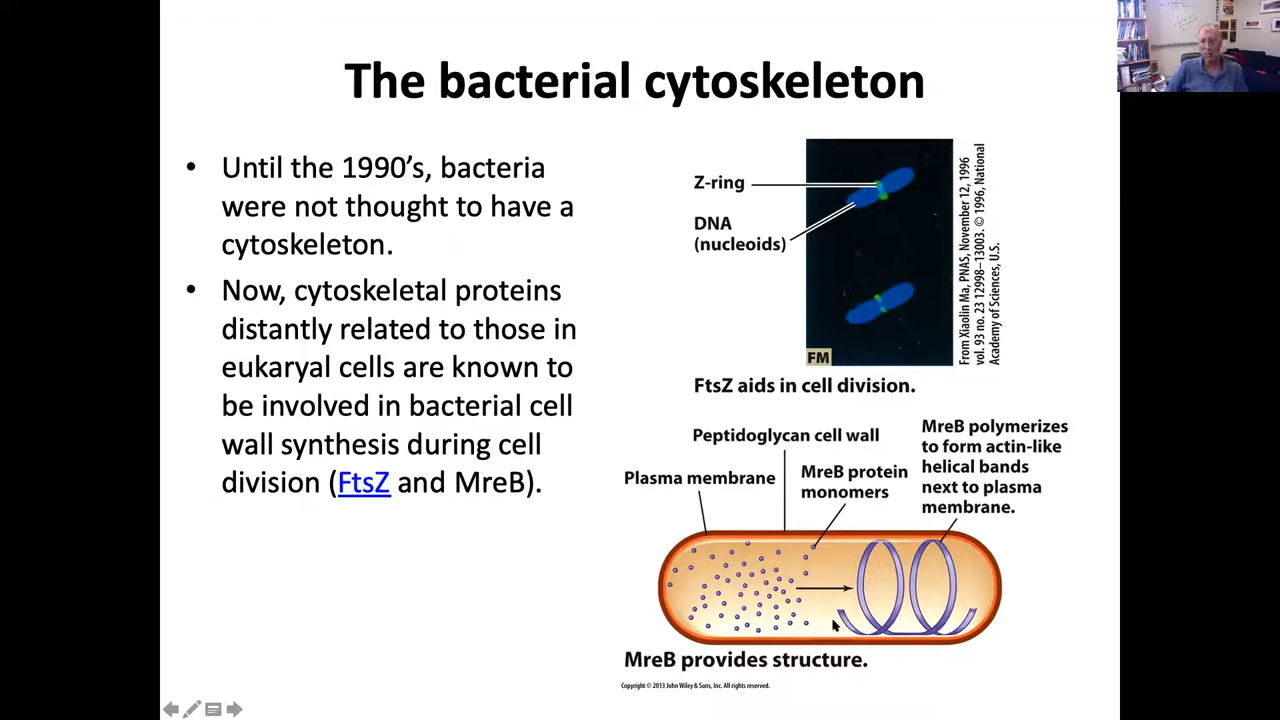 The bacterial cytoskeleton
• Until the 1990’s, bacteria
were not thought to have a
cytoskeleton.
• Now, cytoskeletal proteins
distantly related to those in
eukaryal cells are known to
be involved in bacterial cell
wall synthesis during cell
division (FtsZ and MreB).
Z-ring
DNA
(nucleoids)
FM
From Xiaolin Ma, PNAS, November 12, 1996
vol. 93 no. 23 12998–13003. © 1996, National
Academy of Sciences, U.S.
FtsZ aids in cell division.
Peptidoglycan cell wall
Plasma membrane
MreB protein
monomers
MreB polymerizes
to form actin-like
helical bands
next to plasma
membrane.
MreB provides structure.
Copyright © 2013 John Wiley & Sons, Inc. All rights reserved.